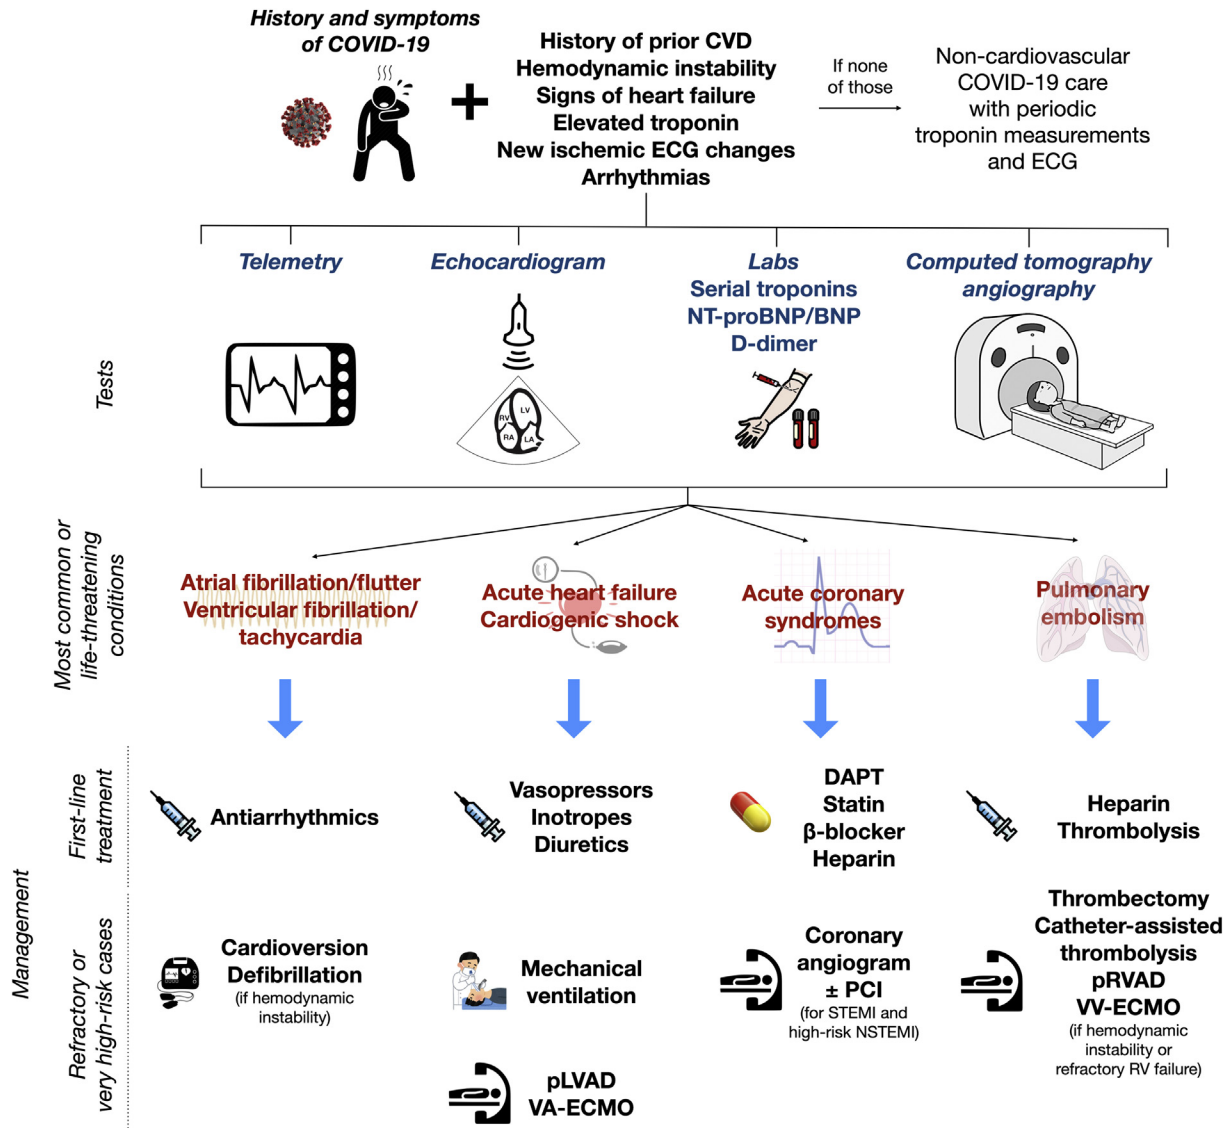 History and symptoms
of COVID-19
History of prior CVD
Hemodynamic instability
Signs of heart failure
Elevated troponin
New ischemic ECG changes
Arrhythmias
If none
of those
Non-cardiovascular
COVID-19 care
with periodic
troponin measurements
and ECG
Tests
Telemetry
Echocardiogram
RV
LV
RA
LA
Labs
Serial troponins
NT-proBNP/BNP
D-dimer
Computed tomography
angiography
Most common or
life-threatening
conditions
Atrial fibrillation/flutter
Ventricular fibrillation/
tachycardia
Acute heart failure
Cardiogenic shock
Acute coronary
syndromes
Pulmonary
embolism
Management
First-line
treatment
Antiarrhythmics
Vasopressors
Inotropes
Diuretics
DAPT
Statin
β-blocker
Heparin
Heparin
Thrombolysis
Refractory or
very high-risk cases
Cardioversion
Defibrillation
(if hemodynamic
instability)
Mechanical
ventilation
pLVAD
VA-ECMO
Coronary
angiogram
± PCI
(for STEMI and
high-risk NSTEMI)
Thrombectomy
Catheter-assisted
thrombolysis
pRVAD
VV-ECMO
(if hemodynamic
instability or
refractory RV failure)